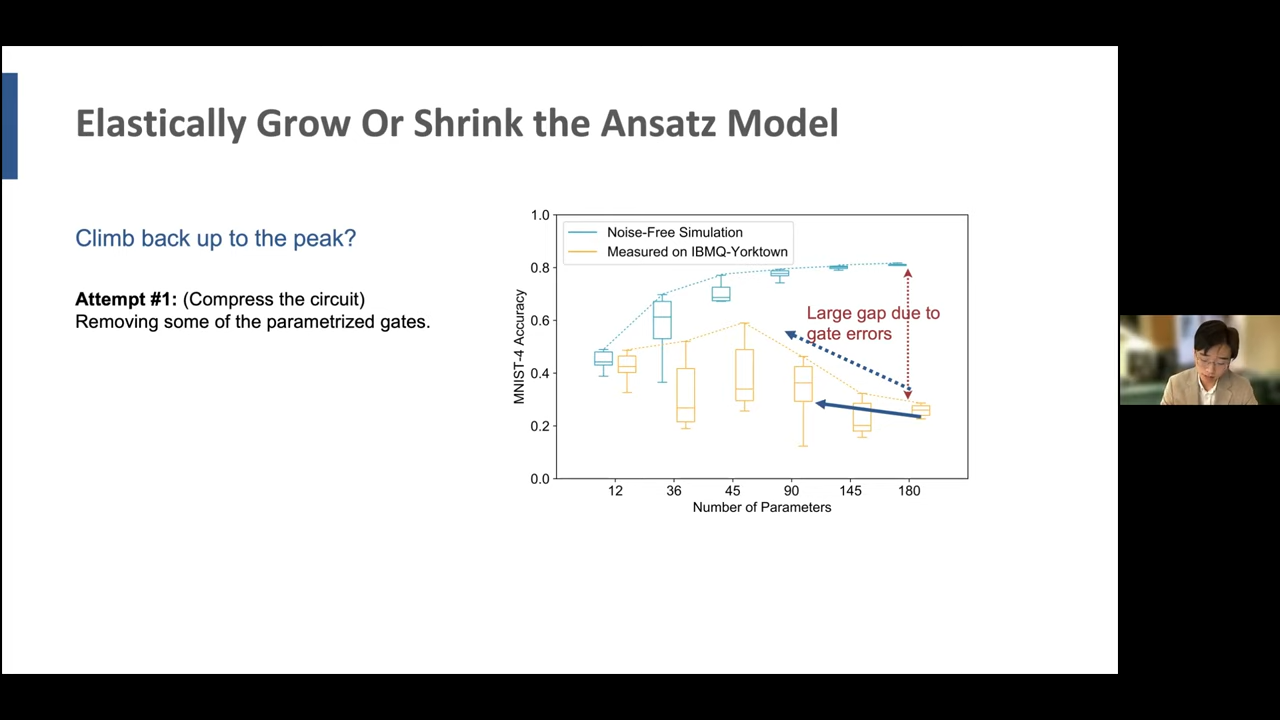 Elastically Grow Or Shrink the Ansatz Model
Climb back up to the peak?
Attempt #1: (Compress the circuit)
Removing some of the parametrized gates.
1.0
0.8
0.6
0.4
0.2
0.0
MNIST-4 Accuracy
Noise-Free Simulation
Measured on IBMQ-Yorktown
Large gap due to
gate errors
12 36 45 90 145 180
Number of Parameters